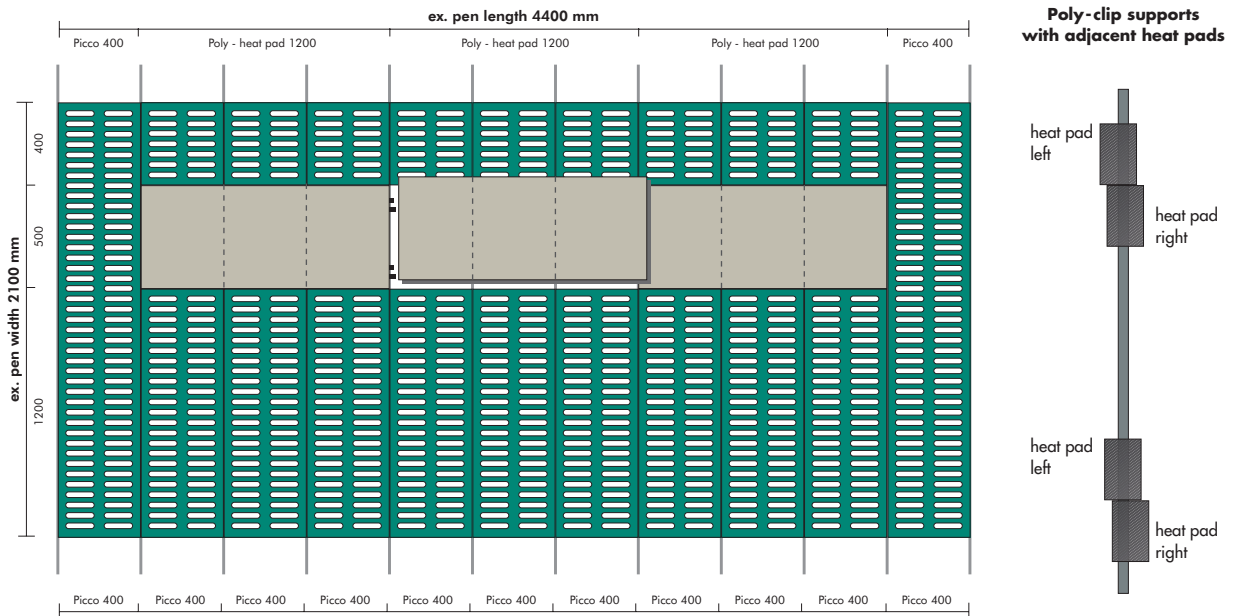 ex. pen length 4400 mm
Picco 400
Poly - heat pad 1200
Poly - heat pad 1200
Poly - heat pad 1200
Picco 400
ex. pen width 2100 mm
400
500
1200
Picco 400
Picco 400
Picco 400
Picco 400
Picco 400
Picco 400
Picco 400
Picco 400
Picco 400
Picco 400
Picco 400
Poly-clip supports
with adjacent heat pads
heat pad
left
heat pad
right
heat pad
left
heat pad
right